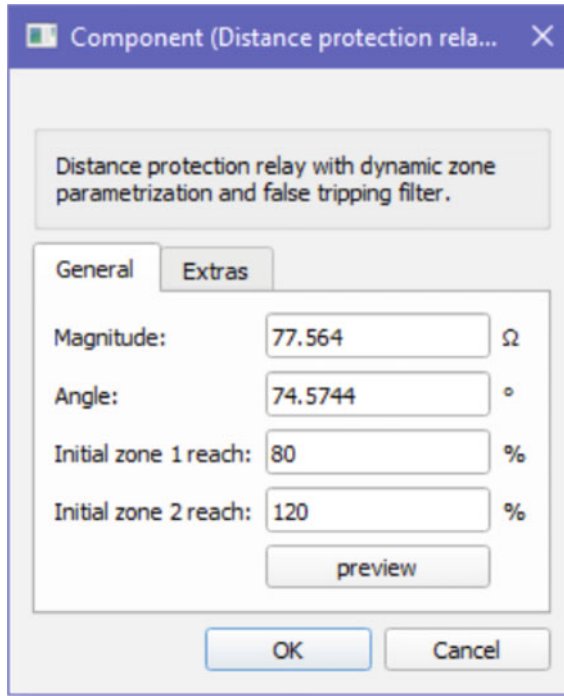 Component (Distance protection rela...
Distance protection relay with dynamic zone
parametrization and false tripping filter.
General Extras
Magnitude: 77.564 Ω
Angle: 74.5744 °
Initial zone 1 reach: 80 %
Initial zone 2 reach: 120 %
preview
OK Cancel